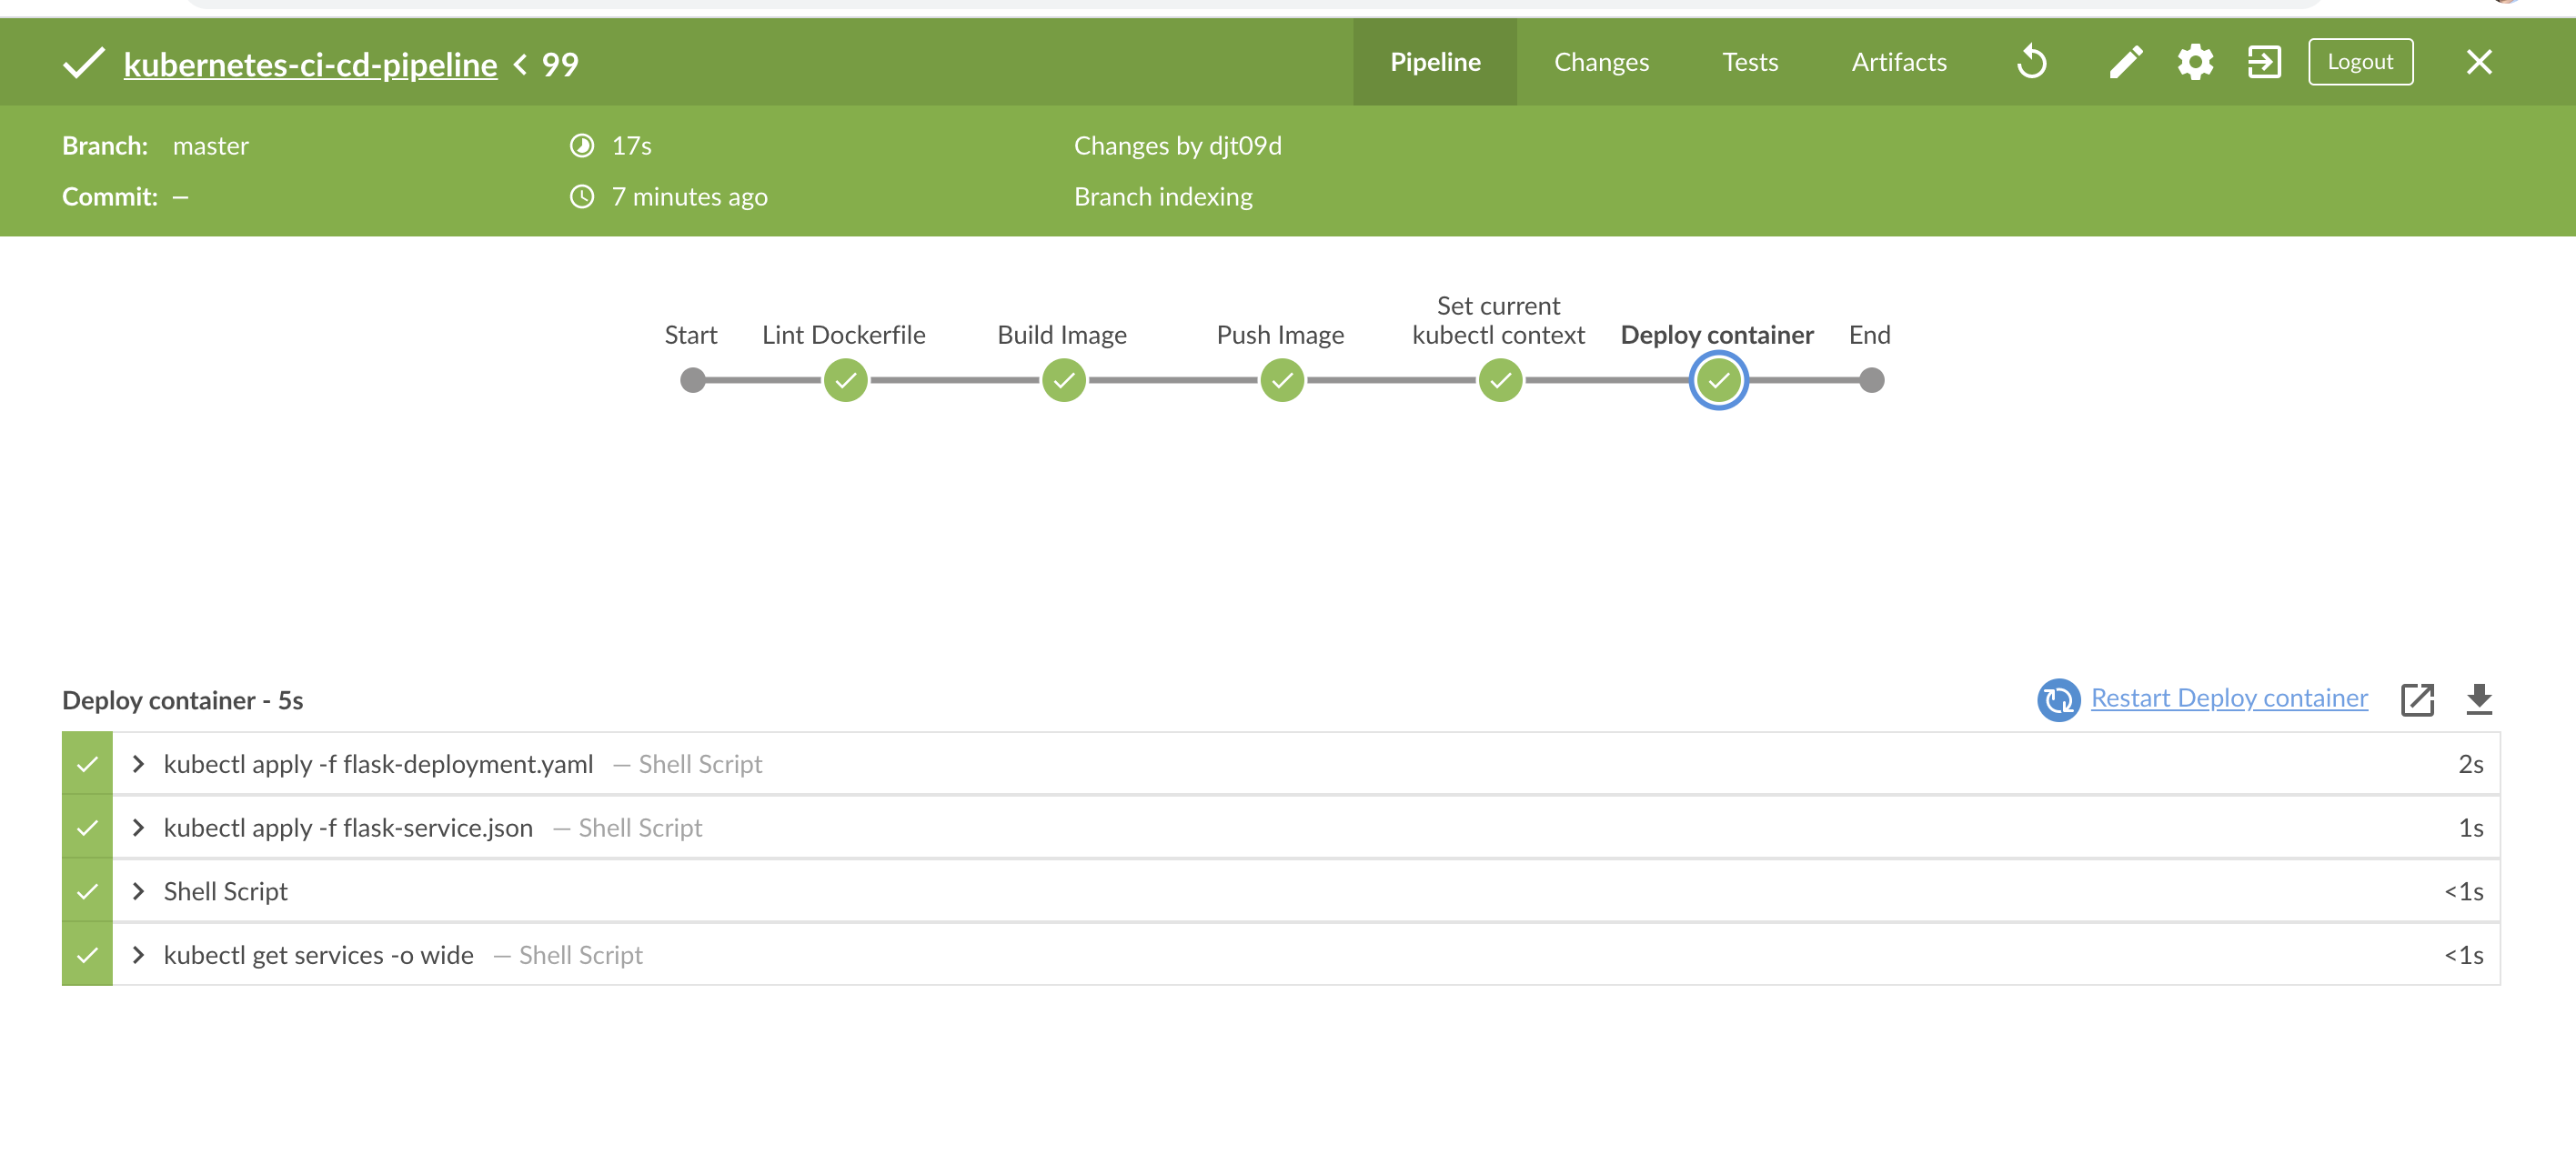 kubernetes-ci-cd-pipeline < 99
Pipeline
Changes
Tests
Artifacts
Logout
Branch: master
17s
Changes by djt09d
Commit: —
7 minutes ago
Branch indexing
Start
Lint Dockerfile
Build Image
Push Image
Set current
kubectl context
Deploy container
End
Deploy container - 5s
Restart Deploy container
kubectl apply -f flask-deployment.yaml — Shell Script 2s
kubectl apply -f flask-service.json — Shell Script 1s
Shell Script <1s
kubectl get services -o wide — Shell Script <1s